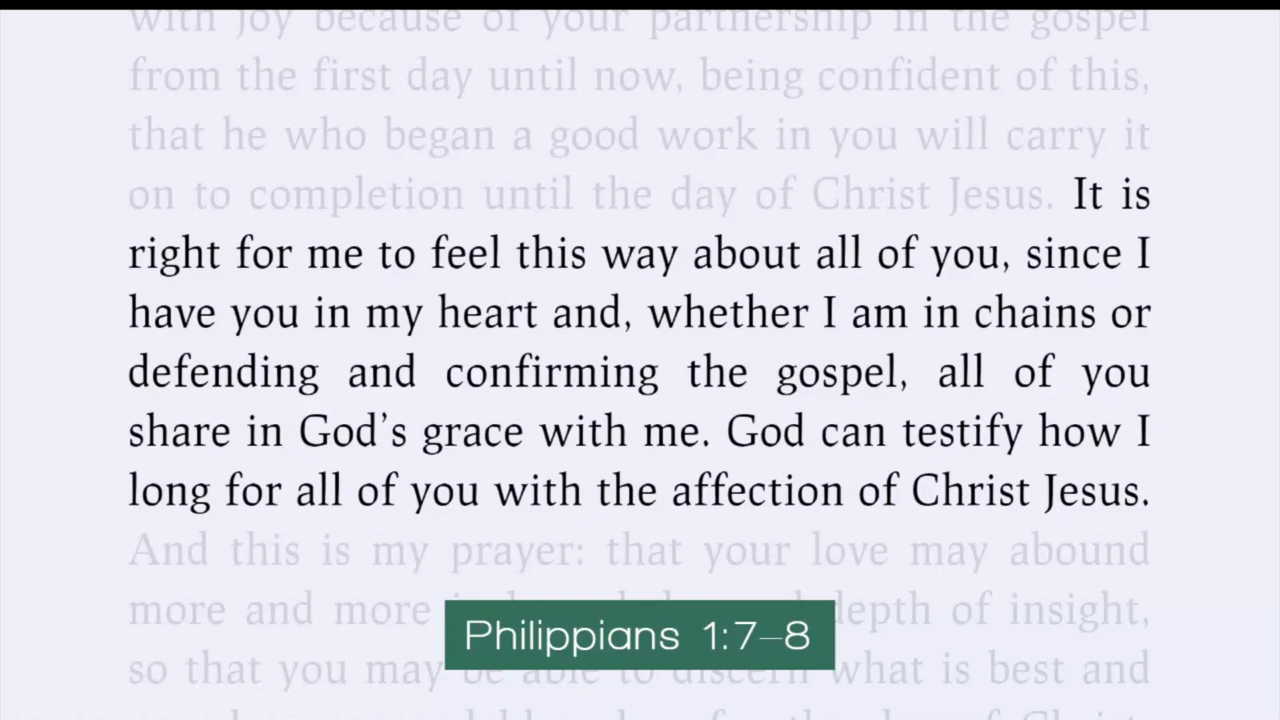 with joy because of your partnership in the gospel
from the first day until now, being confident of this,
that he who began a good work in you will carry it
on to completion until the day of Christ Jesus. It is
right for me to feel this way about all of you, since I
have you in my heart and, whether I am in chains or
defending and confirming the gospel, all of you
share in God's grace with me. God can testify how I
long for all of you with the affection of Christ Jesus.
And this is my prayer: that your love may abound
more and more depth of insight,
Philippians 1:7–8
so that you may be able to discern what is best and